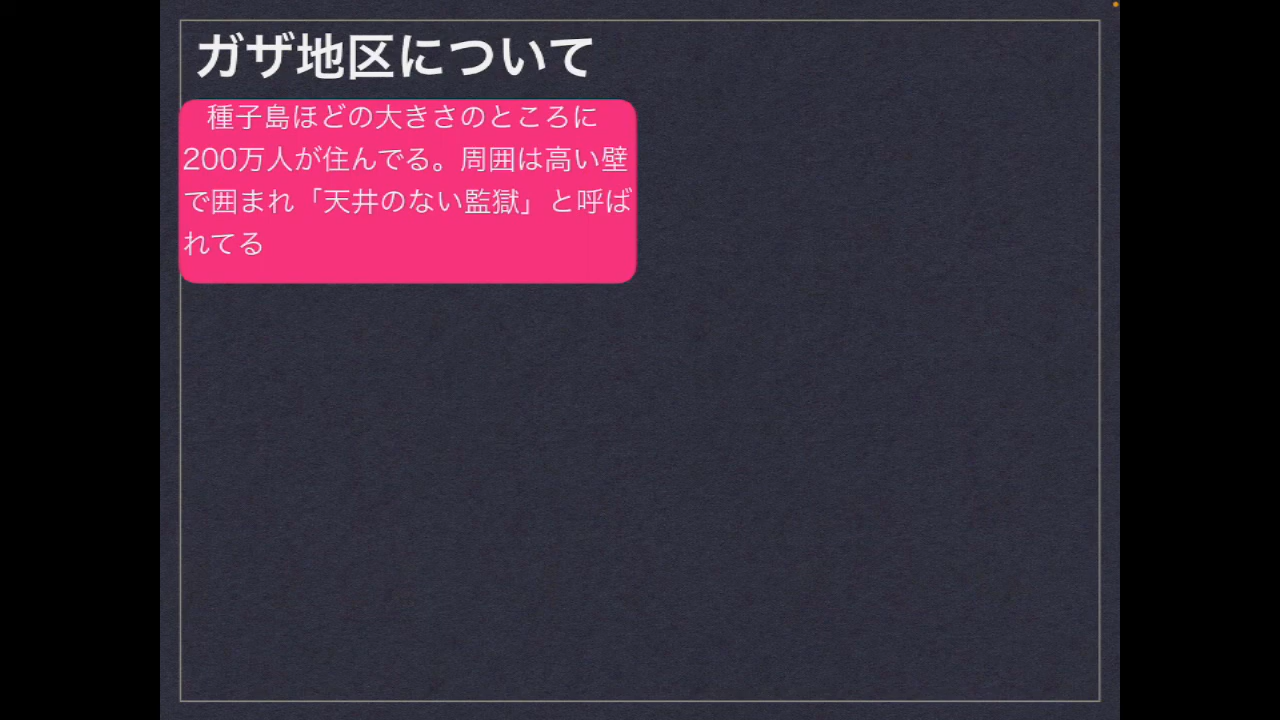 ガザ地区について
種子島ほどの大きさのところに
200万人が住んでる。周囲は高い壁
で囲まれ「天井のない監獄」と呼ば
れてる